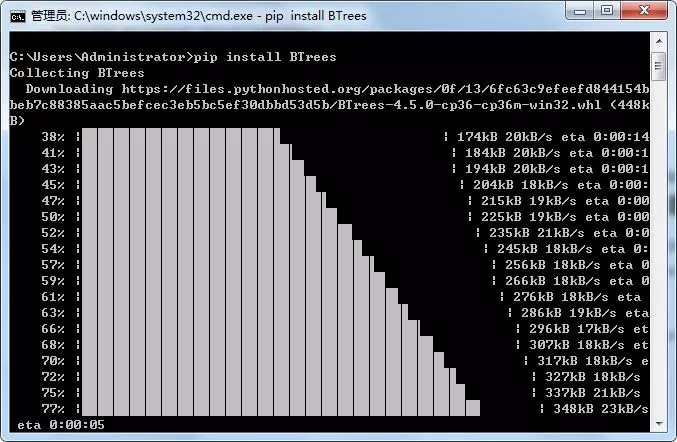 管理员: C:\windows\system32\cmd.exe - pip  install BTrees
C:\Users\Administrator>pip install BTrees
Collecting BTrees
  Downloading https://files.pythonhosted.org/packages/0f/13/6fc63c9efeefd844154b
beb7c88385aac5befcec3eb5bc5ef30dbbd53d5b/BTrees-4.5.0-cp36-cp36m-win32.whl (448k
B)
38% | | 174kB 20kB/s eta 0:00:14
41% | | 184kB 20kB/s eta 0:00:1
43% | | 194kB 20kB/s eta 0:00:1
45% | | 204kB 18kB/s eta 0:00:
47% | | 215kB 19kB/s eta 0:00
50% | | 225kB 19kB/s eta 0:00
52% | | 235kB 21kB/s eta 0:0
54% | | 245kB 18kB/s eta 0:
57% | | 256kB 18kB/s eta 0
59% | | 266kB 18kB/s eta 0
61% | | 276kB 18kB/s eta
63% | | 286kB 19kB/s eta
66% | | 296kB 17kB/s et
68% | | 307kB 18kB/s et
70% | | 317kB 18kB/s e
72% | | 327kB 18kB/s
75% | | 337kB 21kB/s
77% | | 348kB 23kB/s
eta 0:00:05